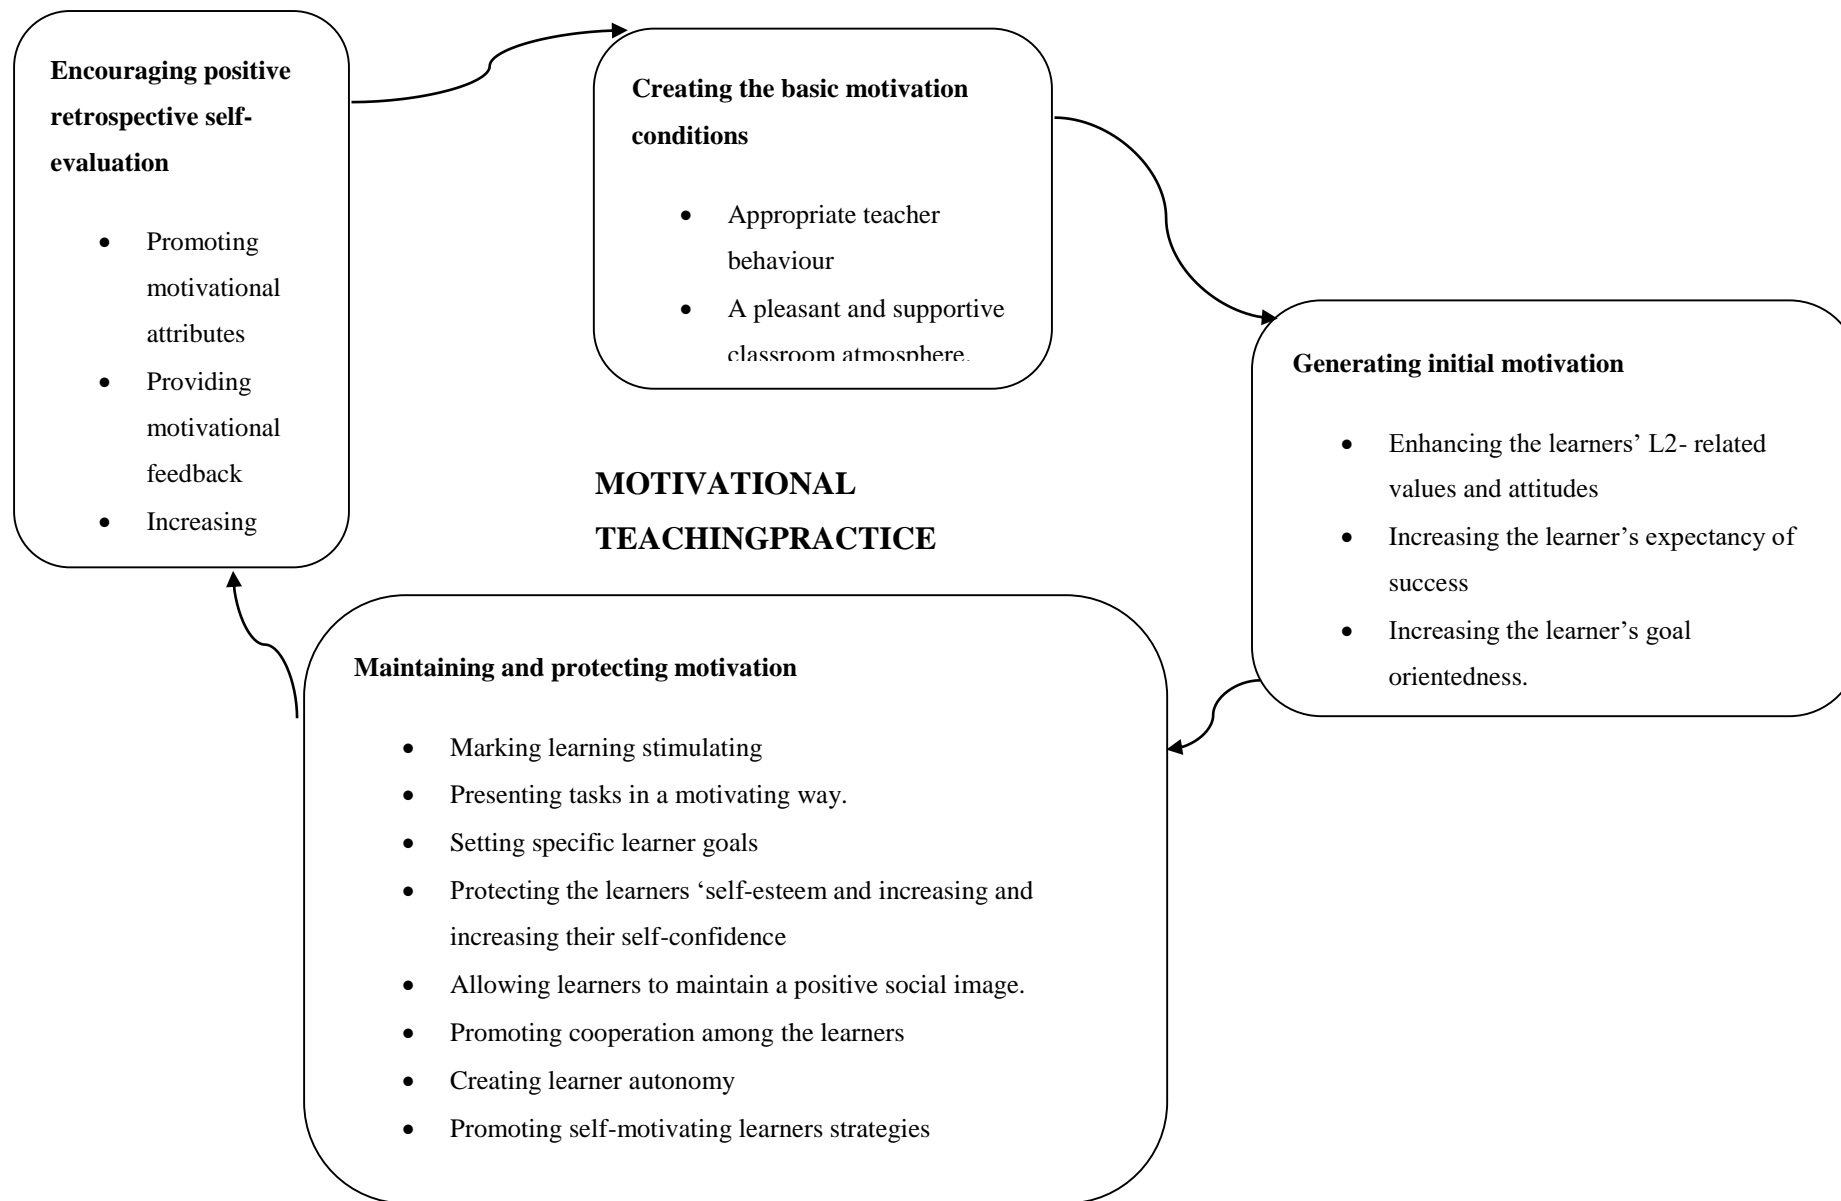 Encouraging positive
retrospective self-
evaluation
• Promoting
motivational
attributes
• Providing
motivational
feedback
• Increasing
Creating the basic motivation
conditions
• Appropriate teacher
behaviour
• A pleasant and supportive
classroom atmosphere.
Generating initial motivation
• Enhancing the learners’ L2- related
values and attitudes
• Increasing the learner’s expectancy of
success
• Increasing the learner’s goal
orientedness.
MOTIVATIONAL
TEACHINGPRACTICE
Maintaining and protecting motivation
• Marking learning stimulating
• Presenting tasks in a motivating way.
• Setting specific learner goals
• Protecting the learners ‘self-esteem and increasing and
increasing their self-confidence
• Allowing learners to maintain a positive social image.
• Promoting cooperation among the learners
• Creating learner autonomy
• Promoting self-motivating learners strategies